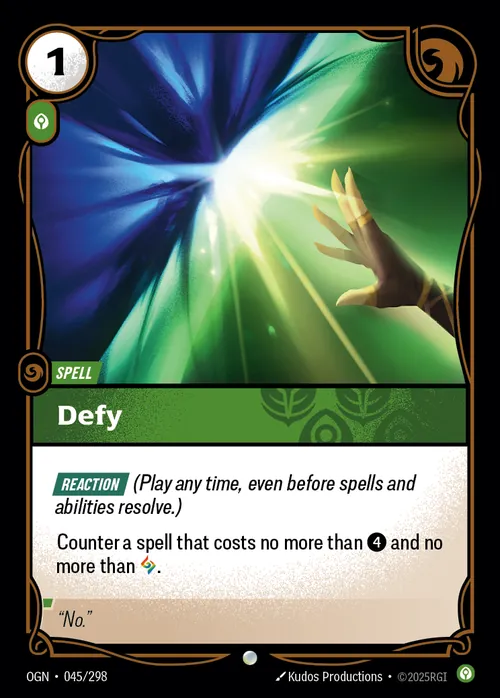 1
SPELL
Defy
REACTION (Play any time, even before spells and
abilities resolve.)
Counter a spell that costs no more than 4 and no
more than .
“No.”
OGN • 045/298
Kudos Productions • ©2025RGI